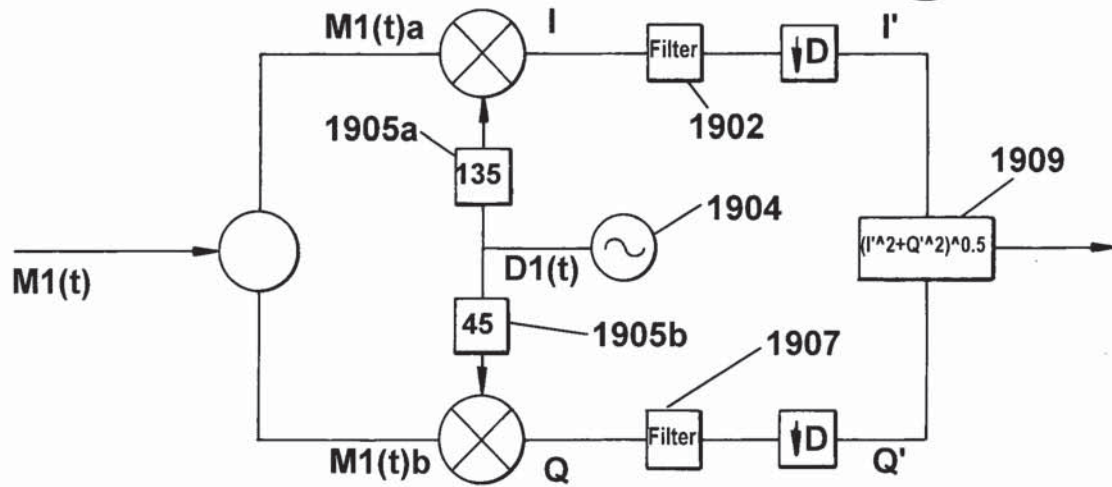 M1(t)a
I
Filter
↓D
I'
1902
1905a
135
1909
1904
(I'^2+Q'^2)^0.5
M1(t)
D1(t)
45
1905b
1907
M1(t)b
Q
Filter
↓D
Q'